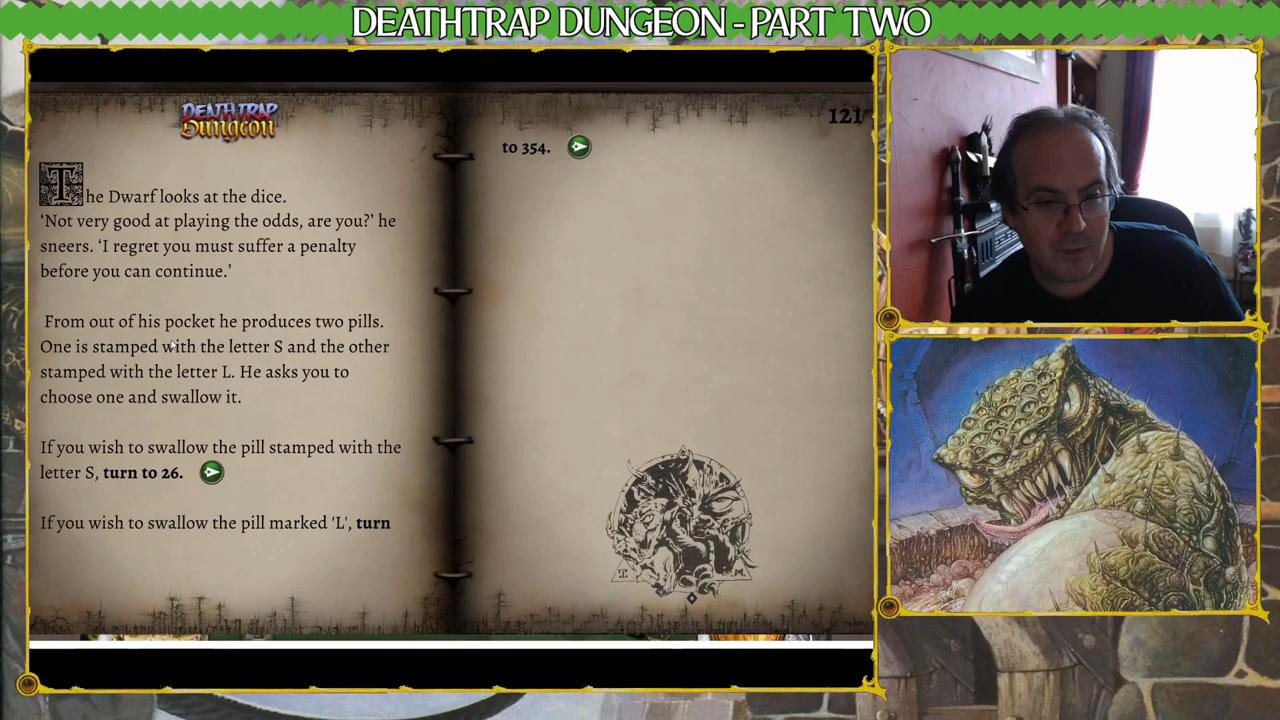 DEATHTRAP DUNGEON - PART TWO
DEATHTRAP
Dungeon
The Dwarf looks at the dice.
‘Not very good at playing the odds, are you?’ he
sneers. ‘I regret you must suffer a penalty
before you can continue.’
From out of his pocket he produces two pills.
One is stamped with the letter S and the other
stamped with the letter L. He asks you to
choose one and swallow it.
If you wish to swallow the pill stamped with the
letter S, turn to 26.
If you wish to swallow the pill marked 'L', turn
121
to 354.